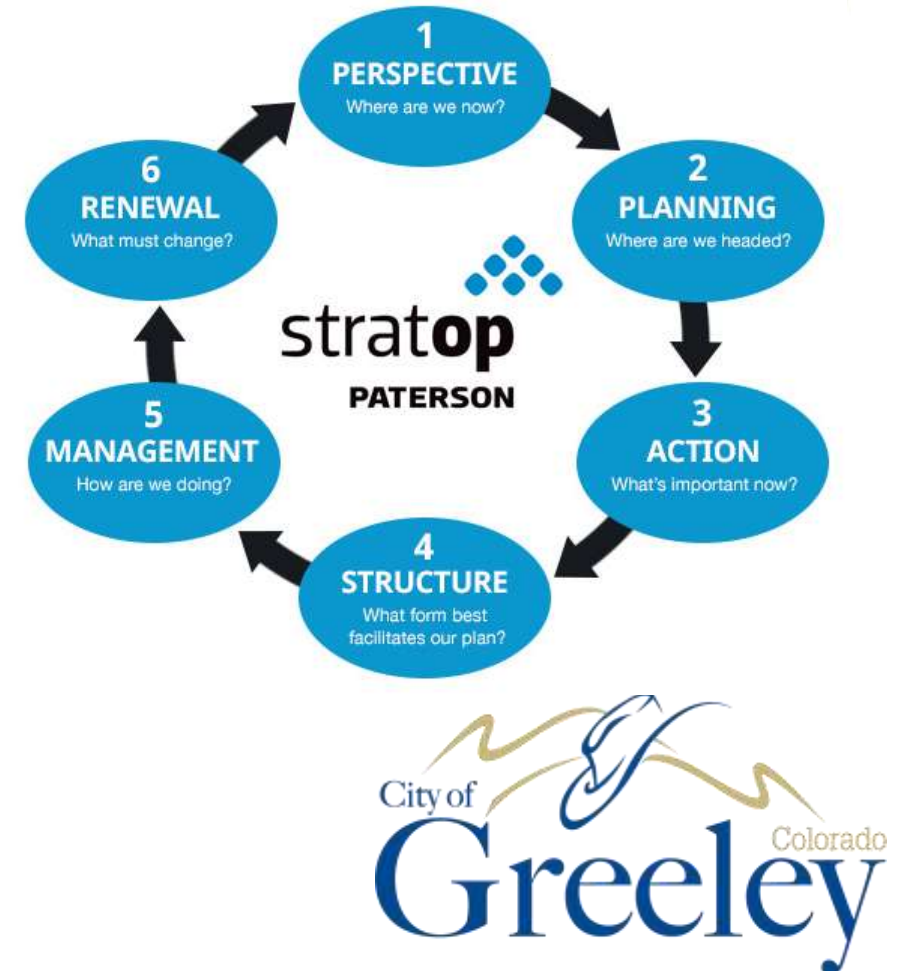 1
PERSPECTIVE
Where are we now?
2
PLANNING
Where are we headed?
3
ACTION
What's important now?
4
STRUCTURE
What form best
facilitates our plan?
5
MANAGEMENT
How are we doing?
6
RENEWAL
What must change?
stratop
PATERSON
City of
Greeley
Colorado